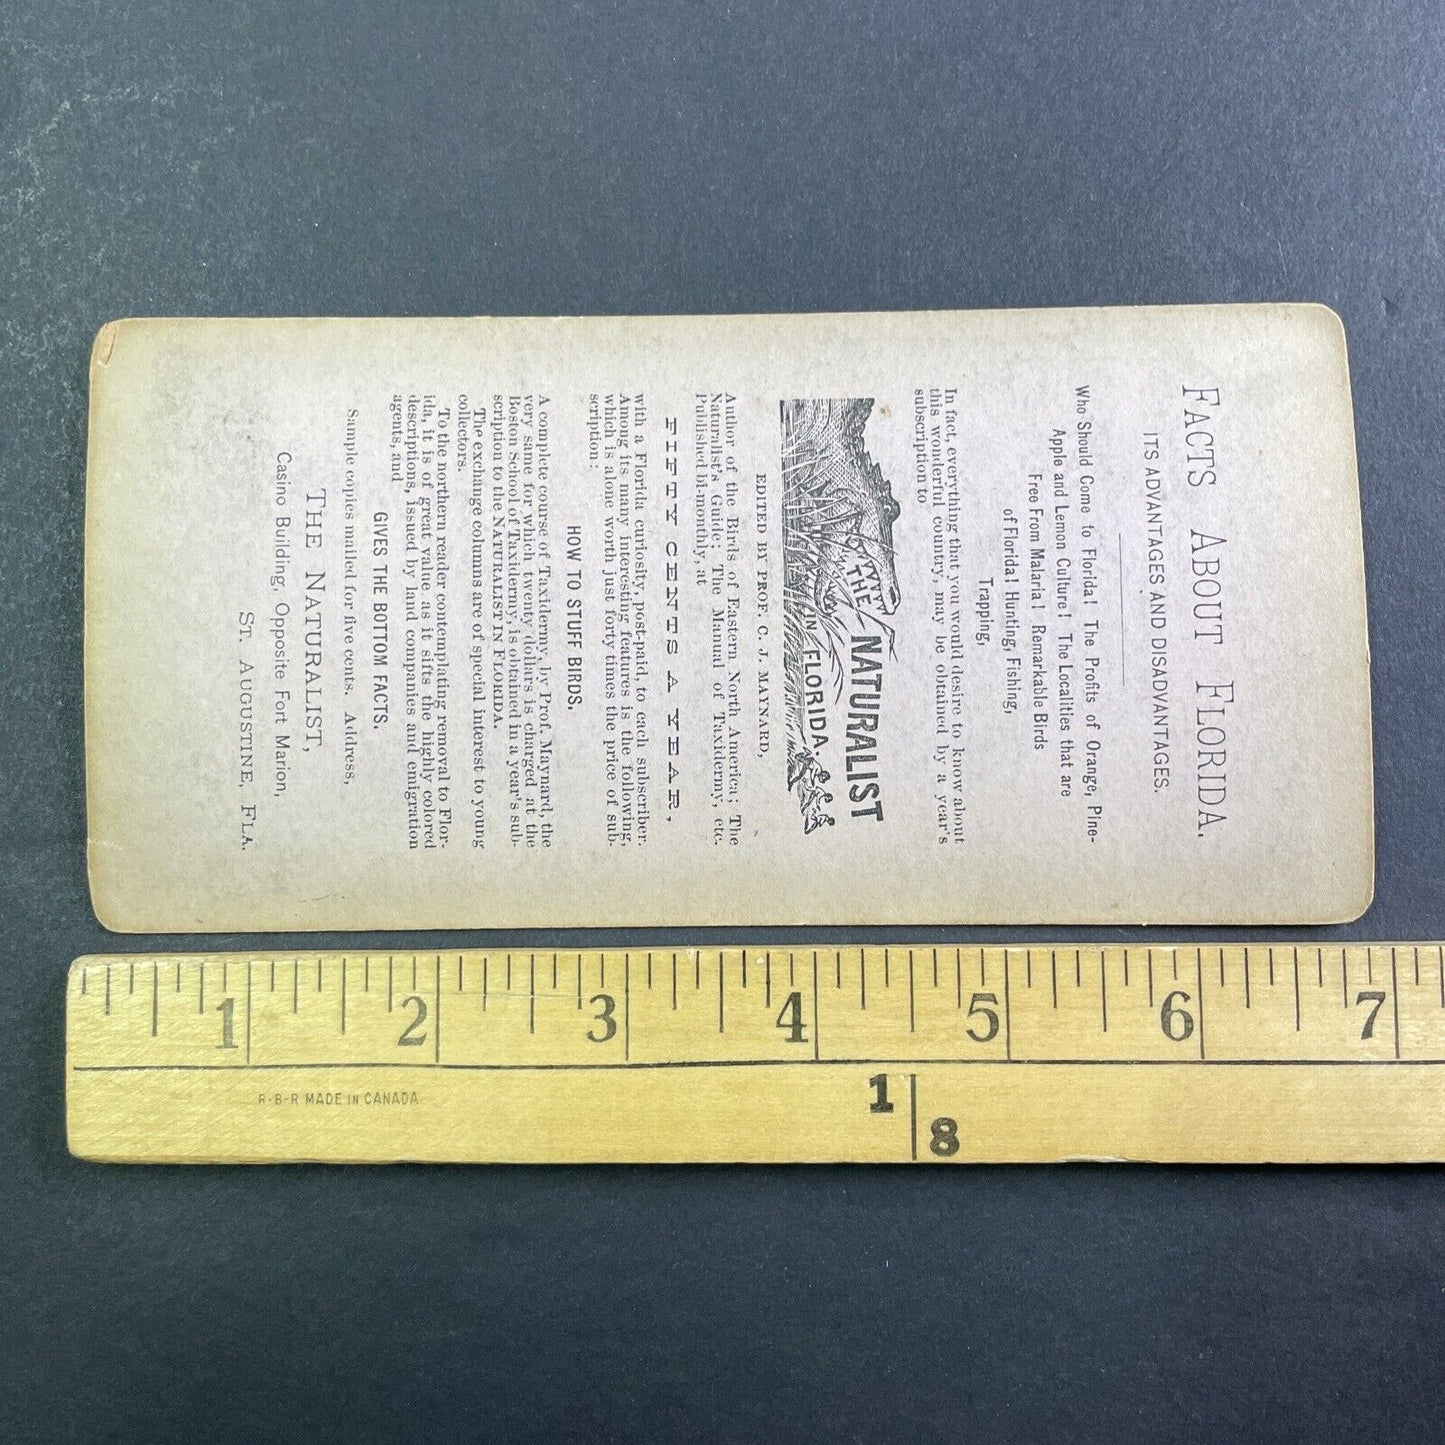 FACTS ABOUT FLORIDA.
ITS ADVANTAGES AND DISADVANTAGES.
Who Should Come to Florida! The Profits of Orange, Pine-
Apple and Lemon Culture! The Localities that are
Free From Malaria! Remarkable Birds
of Florida! Hunting, Fishing,
Trapping,
In fact, everything that you would desire to know about
this wonderful country, may be obtained by a year's
subscription to
THE NATURALIST
IN FLORIDA.
EDITED BY PROF. C. J. MAYNARD,
Author of the Birds of Eastern North America; The
Naturalist's Guide; The Manual of Taxidermy, etc.
Published bi-monthly, at
FIFTY CENTS A YEAR,
with a Florida curiosity, post-paid, to each subscriber.
Among its many interesting features is the following,
which is alone worth just forty times the price of sub-
scription:
HOW TO STUFF BIRDS.
A complete course of Taxidermy, by Prof. Maynard, the
very same for which twenty dollars is charged at the
Boston School of Taxidermy, is obtained in a year's sub-
scription to the NATURALIST IN FLORIDA.
The exchange columns are of special interest to young
collectors.
To the northern reader contemplating removal to Flor-
ida, it is of great value as it sifts the highly colored
descriptions, issued by land companies and emigration
agents, and
GIVES THE BOTTOM FACTS.
Sample copies mailed for five cents. Address,
THE NATURALIST,
Casino Building, Opposite Fort Marion,
ST. AUGUSTINE, FLA.
1 2 3 4 5 6 7
R-B-R MADE IN CANADA
1
8